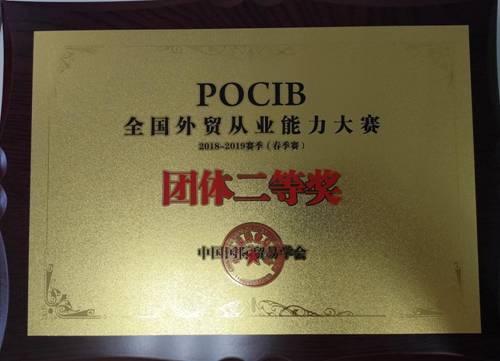 POCIB
全国外贸从业能力大赛
2018-2019赛季（春季赛）
团体二等奖
中国国际贸易学会